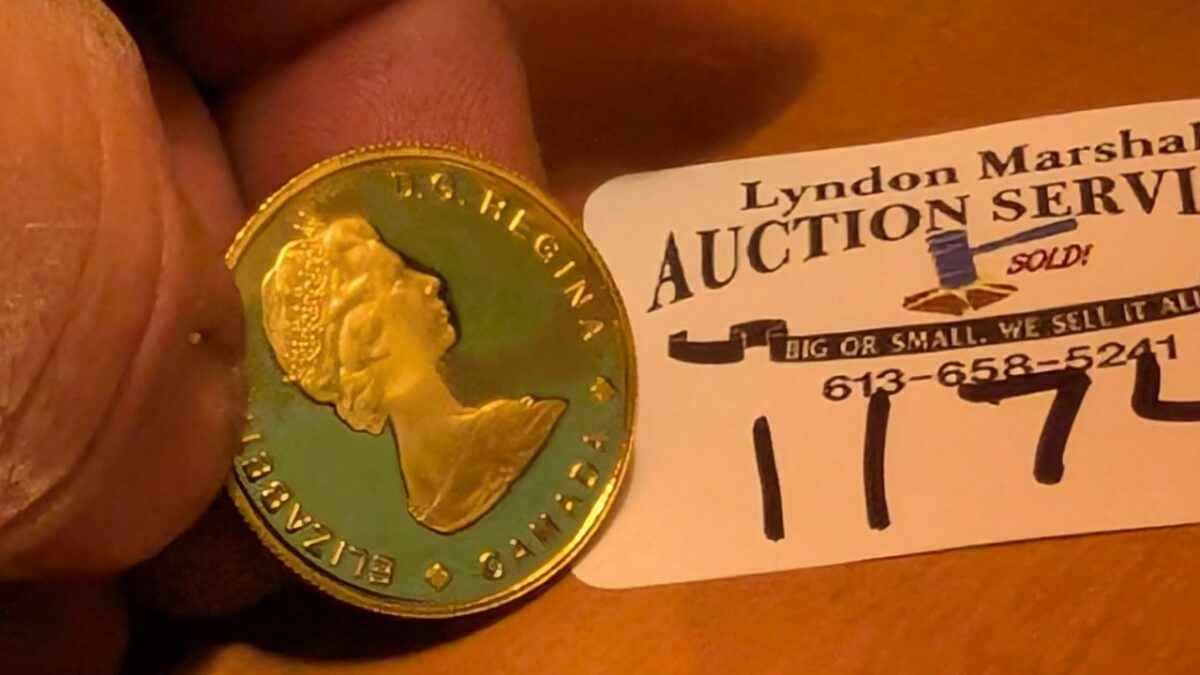 ELIZABETH D.G. REGINA
CANADA
Lyndon Marshal
AUCTION SERVI
SOLD!
BIG OR SMALL. WE SELL IT ALL
613-658-5241
117